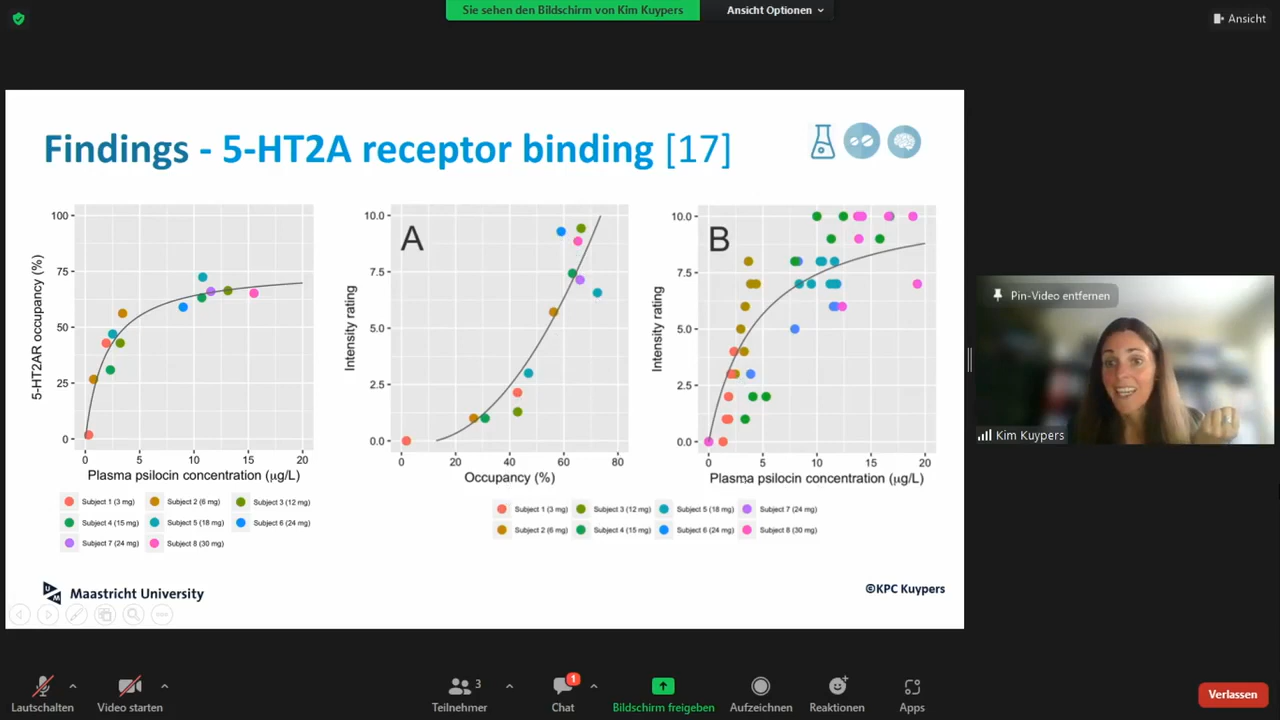 Sie sehen den Bildschirm von Kim Kuypers
Ansicht Optionen
Ansicht
Findings - 5-HT2A receptor binding [17]
100
75
50
25
0
5-HT2AR occupancy (%)
0 5 10 15 20
Plasma psilocin concentration (μg/L)
Subject 1 (3 mg) Subject 2 (6 mg) Subject 3 (12 mg)
Subject 4 (15 mg) Subject 5 (18 mg) Subject 6 (24 mg)
Subject 7 (24 mg) Subject 8 (30 mg)
A
10.0
7.5
5.0
2.5
0.0
Intensity rating
0 20 40 60 80
Occupancy (%)
B
10.0
7.5
5.0
2.5
0.0
Intensity rating
0 5 10 15 20
Plasma psilocin concentration (μg/L)
Subject 1 (3 mg) Subject 3 (12 mg) Subject 5 (18 mg) Subject 7 (24 mg)
Subject 2 (6 mg) Subject 4 (15 mg) Subject 6 (24 mg) Subject 8 (30 mg)
Maastricht University
©KPC Kuypers
Pin-Video entfernen
Kim Kuypers
Lautschalten
Video starten
Teilnehmer
3
Chat
1
Bildschirm freigeben
Aufzeichnen
Reaktionen
Apps
Verlassen